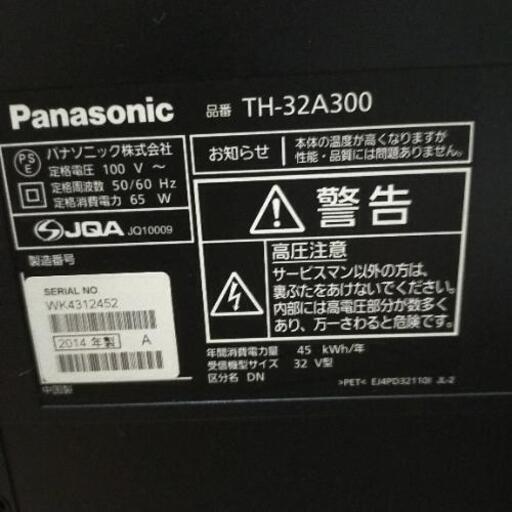 Panasonic 品番 TH-32A300
PS
E
パナソニック株式会社
定格電圧 100 V ～
定格周波数 50/60 Hz
定格消費電力 65 W
JQA JQ10009
お知らせ
本体の温度が高くなりますが
性能・品質には問題ありません。
警告
高圧注意
サービスマン以外の方は、
裏ぶたをあけないでください。
内部には高電圧部分が数多く
あり、万一さわると危険です。
製造番号
SERIAL NO.
WK4312452
2014 年製 A
中国製
年間消費電力量 45 kWh/年
受信機型サイズ 32 V型
区分名 DN
>PET< EJ4PD32110II JL-2